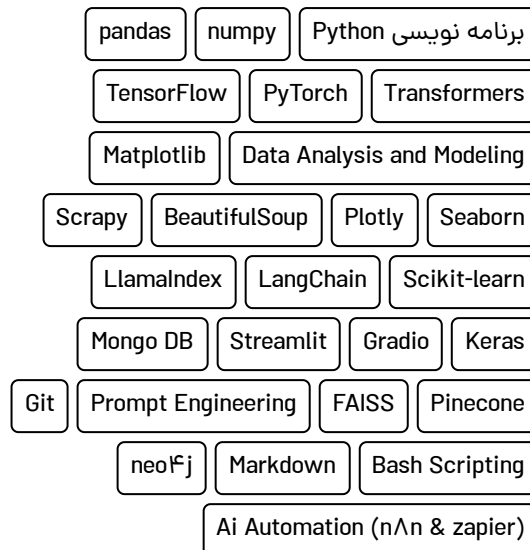 برنامه نویسی Python numpy pandas
Transformers PyTorch TensorFlow
Data Analysis and Modeling Matplotlib
Seaborn Plotly BeautifulSoup Scrapy
Scikit-learn LangChain LlamaIndex
Keras Gradio Streamlit Mongo DB
Pinecone FAISS Prompt Engineering Git
Bash Scripting Markdown neo۴j
Ai Automation (n۸n & zapier)